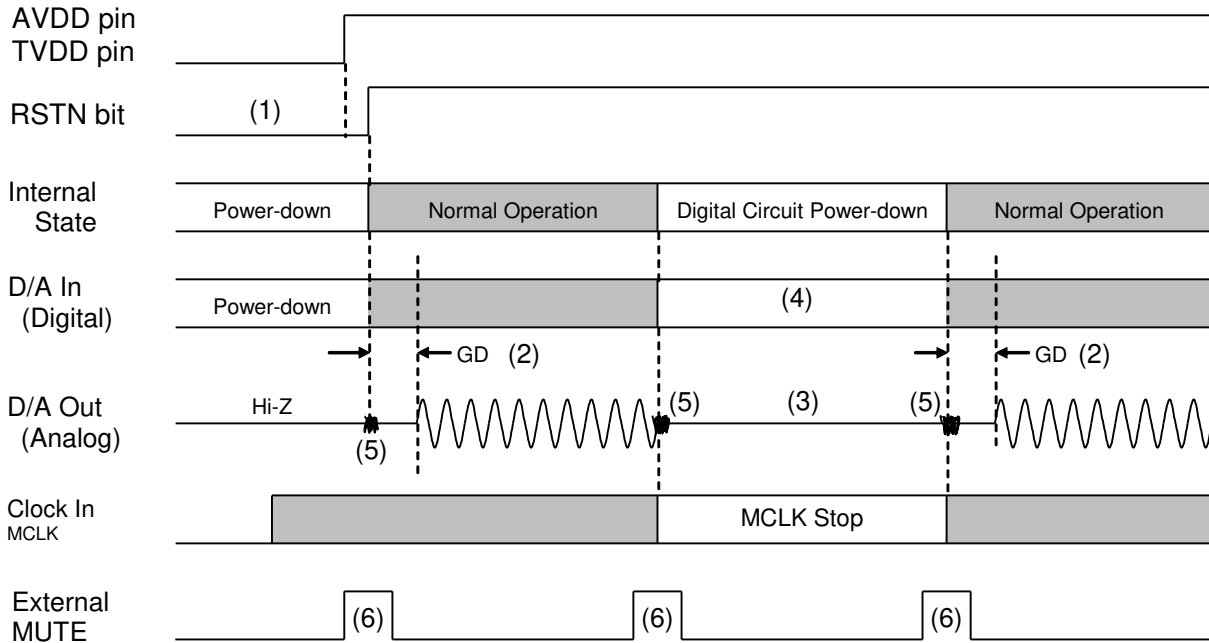 AVDD pin
TVDD pin
RSTN bit
(1)
Internal
State
Power-down
Normal Operation
Digital Circuit Power-down
Normal Operation
D/A In
(Digital)
Power-down
(4)
GD (2)
GD (2)
D/A Out
(Analog)
Hi-Z
(5)
(5)
(3)
(5)
Clock In
MCLK
MCLK Stop
External
MUTE
(6)
(6)
(6)